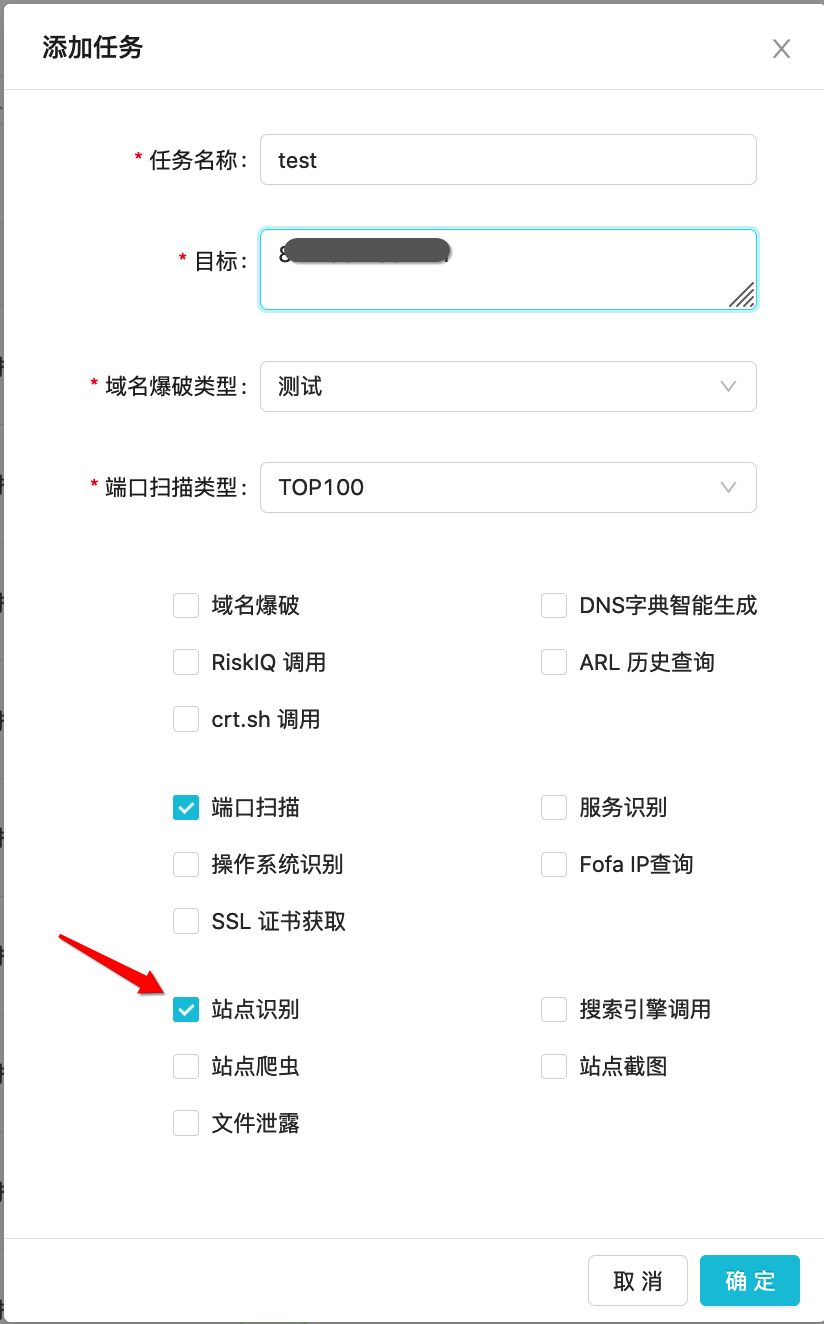 添加任务
* 任务名称: test
* 目标:
* 域名爆破类型: 测试
* 端口扫描类型: TOP100
域名爆破 DNS字典智能生成
RiskIQ 调用 ARL 历史查询
crt.sh 调用
端口扫描 服务识别
操作系统识别 Fofa IP查询
SSL 证书获取
站点识别 搜索引擎调用
站点爬虫 站点截图
文件泄露
取 消 确 定